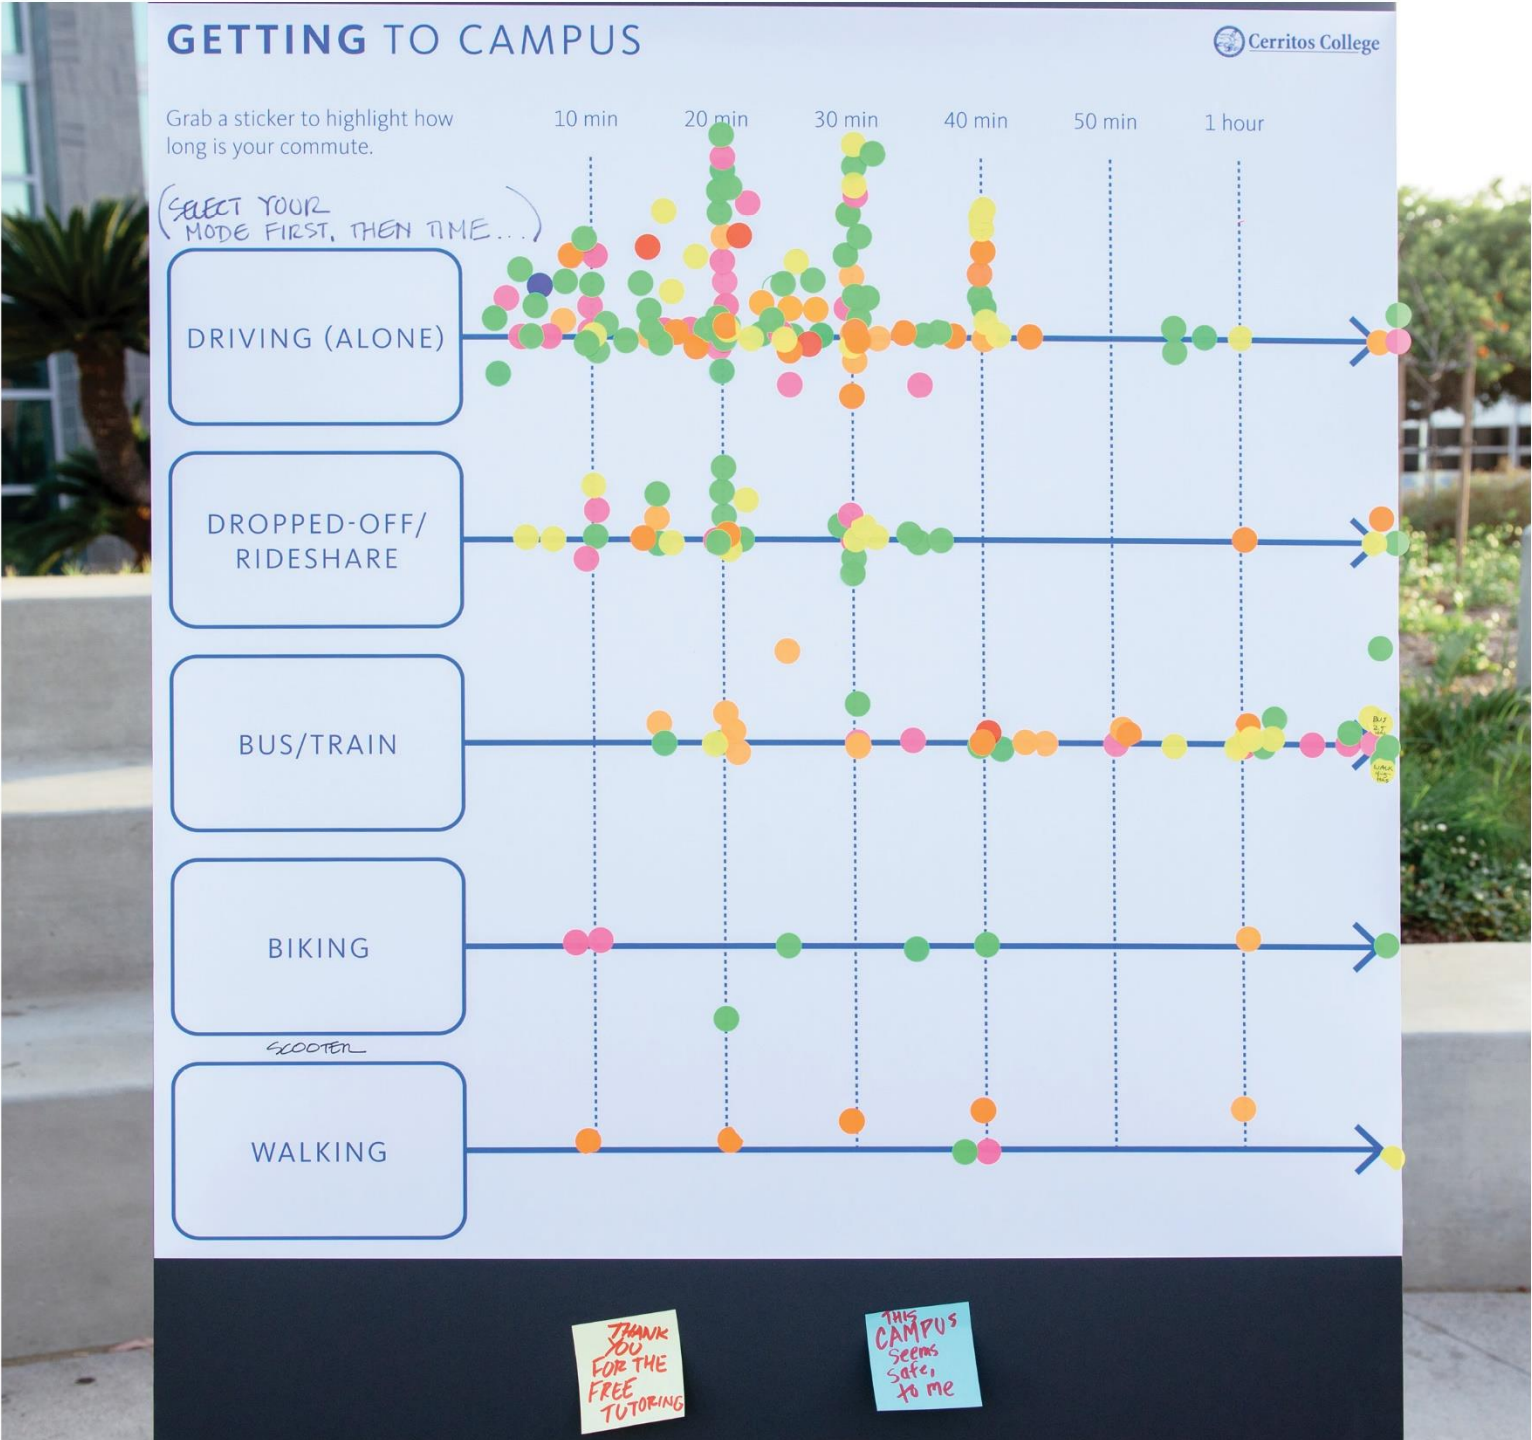 GETTING TO CAMPUS
Cerritos College
Grab a sticker to highlight how
long is your commute.
10 min
20 min
30 min
40 min
50 min
1 hour
(SELECT YOUR
MODE FIRST, THEN TIME...)
DRIVING (ALONE)
DROPPED-OFF/
RIDESHARE
BUS/TRAIN
BUS
BIKING
SCOOTER
WALKING
THANK
YOU
FOR THE
FREE
TUTORING
THIS
CAMPUS
seems
safe,
to me